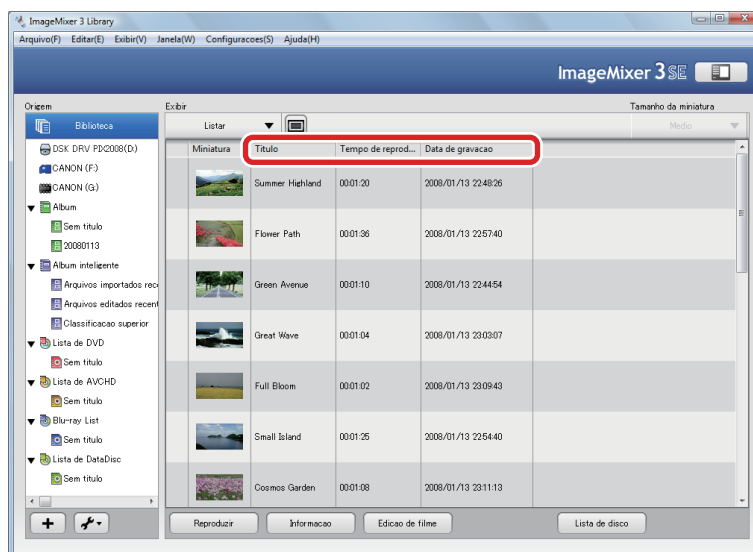 ImageMixer 3 Library
Arquivo(F) Editar(E) Exibir(V) Janela(W) Configuracoes(S) Ajuda(H)
ImageMixer 3 SE
Origem
Exibir
Tamanho da miniatura
Biblioteca
Listar
Medio
DSK_DRV PD2008(D:)
CANON (F:)
CANON (G:)
Album
Sem titulo
20080113
Album inteligente
Arquivos importados rec
Arquivos editados recent
Classificacao superior
Lista de DVD
Sem titulo
Lista de AVCHD
Sem titulo
Blu-ray List
Sem titulo
Lista de DataDisc
Sem titulo
Miniatura Titulo Tempo de reprod... Data de gravacao
Summer Highland 00:01:20 2008/01/13 22:48:26
Flower Path 00:01:36 2008/01/13 22:57:40
Green Avenue 00:01:10 2008/01/13 22:44:54
Great Wave 00:01:04 2008/01/13 23:03:07
Full Bloom 00:01:02 2008/01/13 23:09:43
Small Island 00:01:25 2008/01/13 22:54:40
Cosmos Garden 00:01:08 2008/01/13 23:11:13
Reproduzir Informacao Edicao de filme Lista de disco